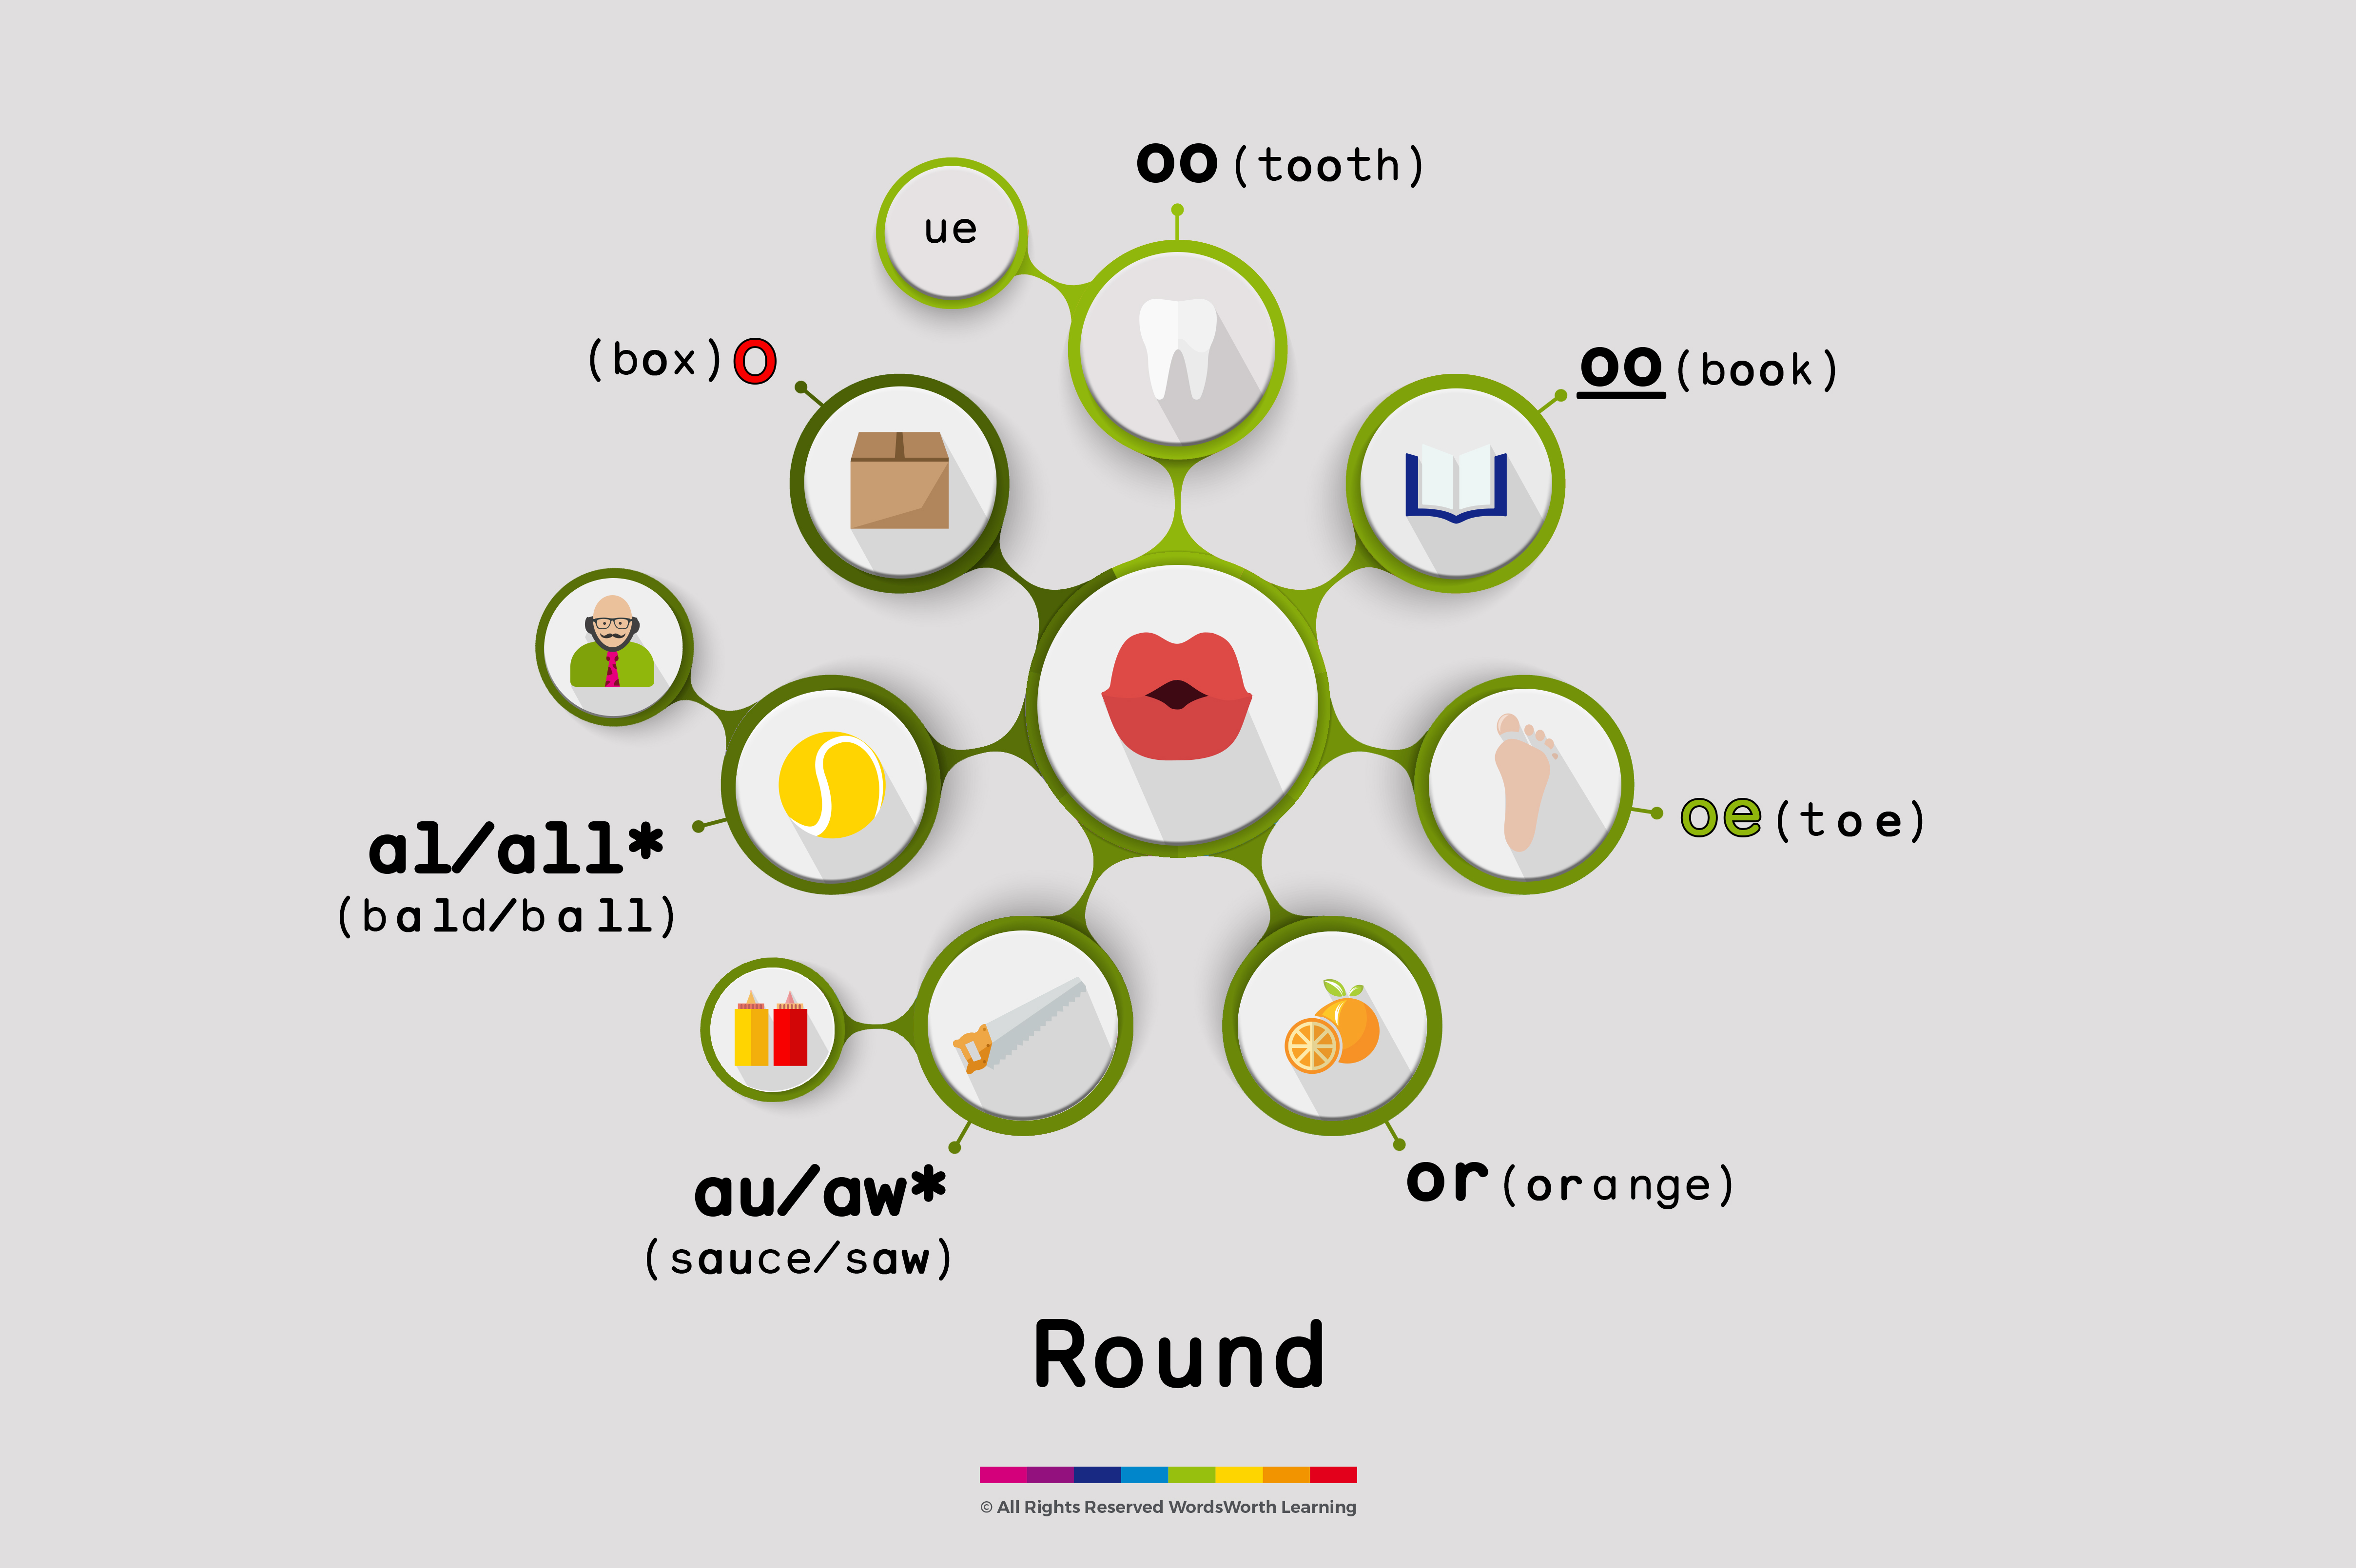 oo (tooth)
ue
(box) o
oo (book)
oe (toe)
al/all*
(bald/ball)
or (orange)
au/aw*
(sauce/saw)
Round
© All Rights Reserved WordsWorth Learning